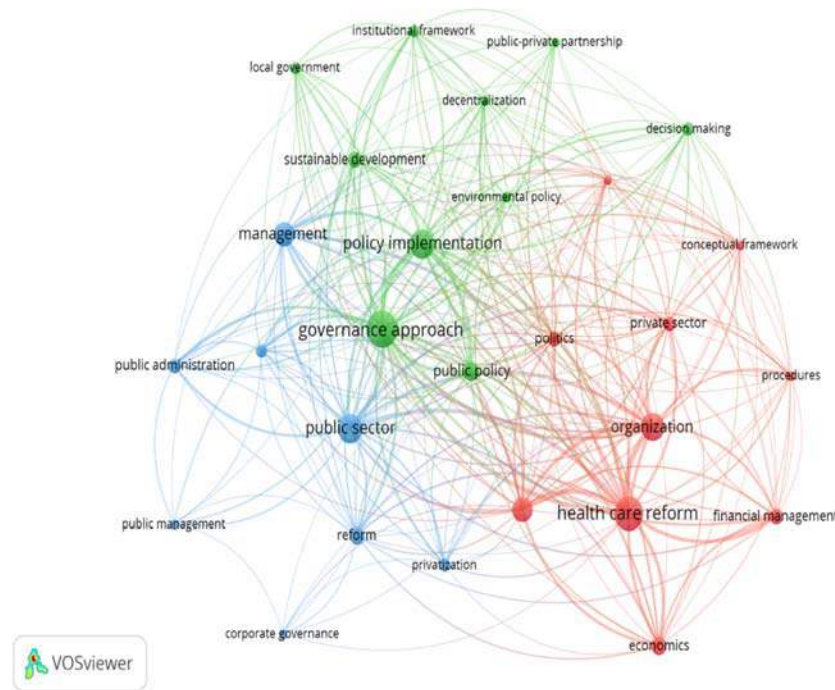 institutional framework
public-private partnership
local government
decentralization
decision making
sustainable development
environmental policy
management
policy implementation
conceptual framework
governance approach
private sector
politics
public administration
public policy
procedures
public sector
organization
health care reform
financial management
public management
reform
privatization
corporate governance
economics
VOSviewer